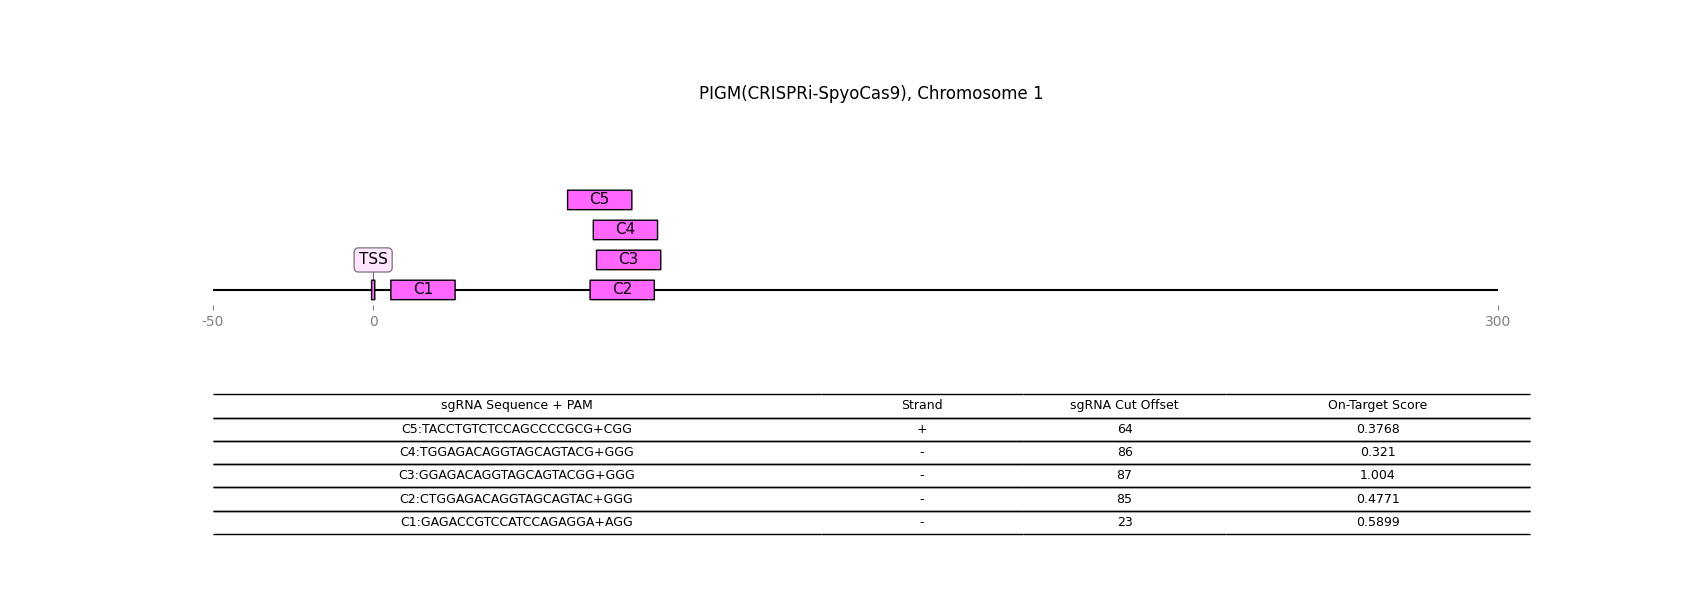 PIGM(CRISPRi-SpyoCas9), Chromosome 1
C5
C4
TSS C3
C1 C2
-50 0 300
sgRNA Sequence + PAM Strand sgRNA Cut Offset On-Target Score
C5:TACCTGTCTCCAGCCCCGCG+CGG + 64 0.3768
C4:TGGAGACAGGTAGCAGTACG+GGG - 86 0.321
C3:GGAGACAGGTAGCAGTACGG+GGG - 87 1.004
C2:CTGGAGACAGGTAGCAGTAC+GGG - 85 0.4771
C1:GAGACCGTCCATCCAGAGGA+AGG - 23 0.5899